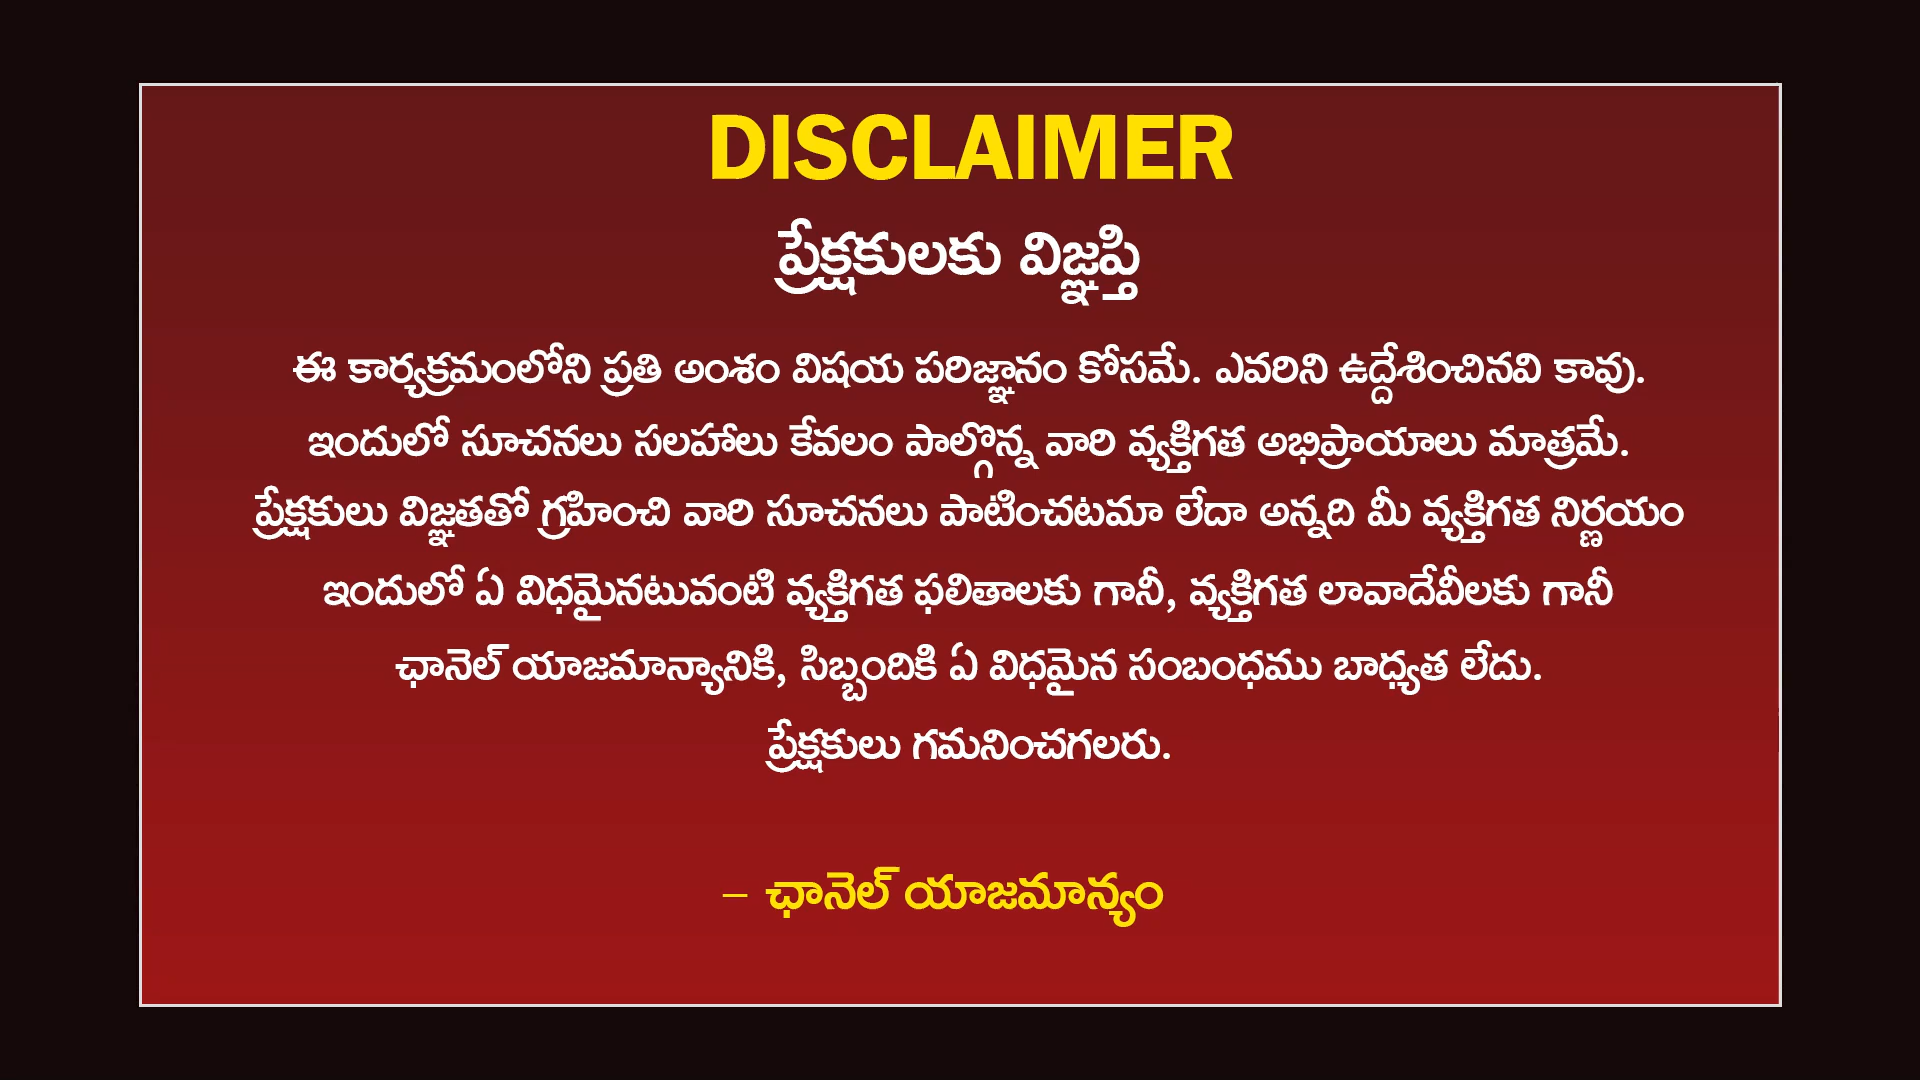 DISCLAIMER
ప్రేక్షకులకు విజ్ఞప్తి
ఈ కార్యక్రమంలోని ప్రతి అంశం విషయ పరిజ్ఞానం కోసమే. ఎవరిని ఉద్దేశించినవి కావు.
ఇందులో సూచనలు సలహాలు కేవలం పాల్గొన్న వారి వ్యక్తిగత అభిప్రాయాలు మాత్రమే.
ప్రేక్షకులు విజ్ఞతతో గ్రహించి వారి సూచనలు పాటించటమా లేదా అన్నది మీ వ్యక్తిగత నిర్ణయం
ఇందులో ఏ విధమైనటువంటి వ్యక్తిగత ఫలితాలకు గానీ, వ్యక్తిగత లావాదేవీలకు గానీ
ఛానెల్ యాజమాన్యానికి, సిబ్బందికి ఏ విధమైన సంబంధము బాధ్యత లేదు.
ప్రేక్షకులు గమనించగలరు.
– ఛానెల్ యాజమాన్యం